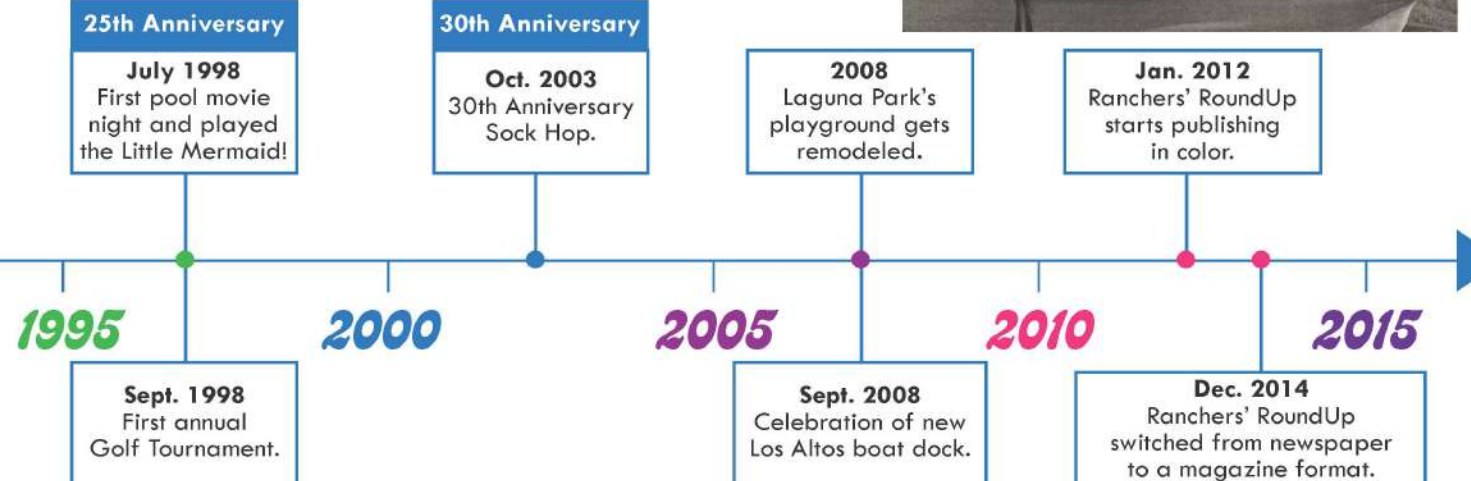 25th Anniversary
July 1998
First pool movie
night and played
the Little Mermaid!
30th Anniversary
Oct. 2003
30th Anniversary
Sock Hop.
2008
Laguna Park's
playground gets
remodeled.
Jan. 2012
Ranchers' RoundUp
starts publishing
in color.
1995
2000
2005
2010
2015
Sept. 1998
First annual
Golf Tournament.
Sept. 2008
Celebration of new
Los Altos boat dock.
Dec. 2014
Ranchers' RoundUp
switched from newspaper
to a magazine format.